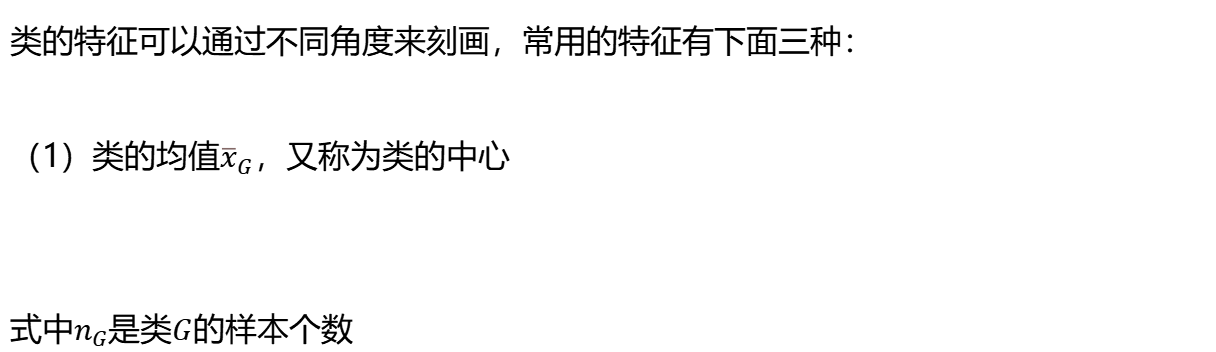 类的特征可以通过不同角度来刻画，常用的特征有下面三种：
（1）类的均值x̄_G，又称为类的中心
式中n_G是类G的样本个数